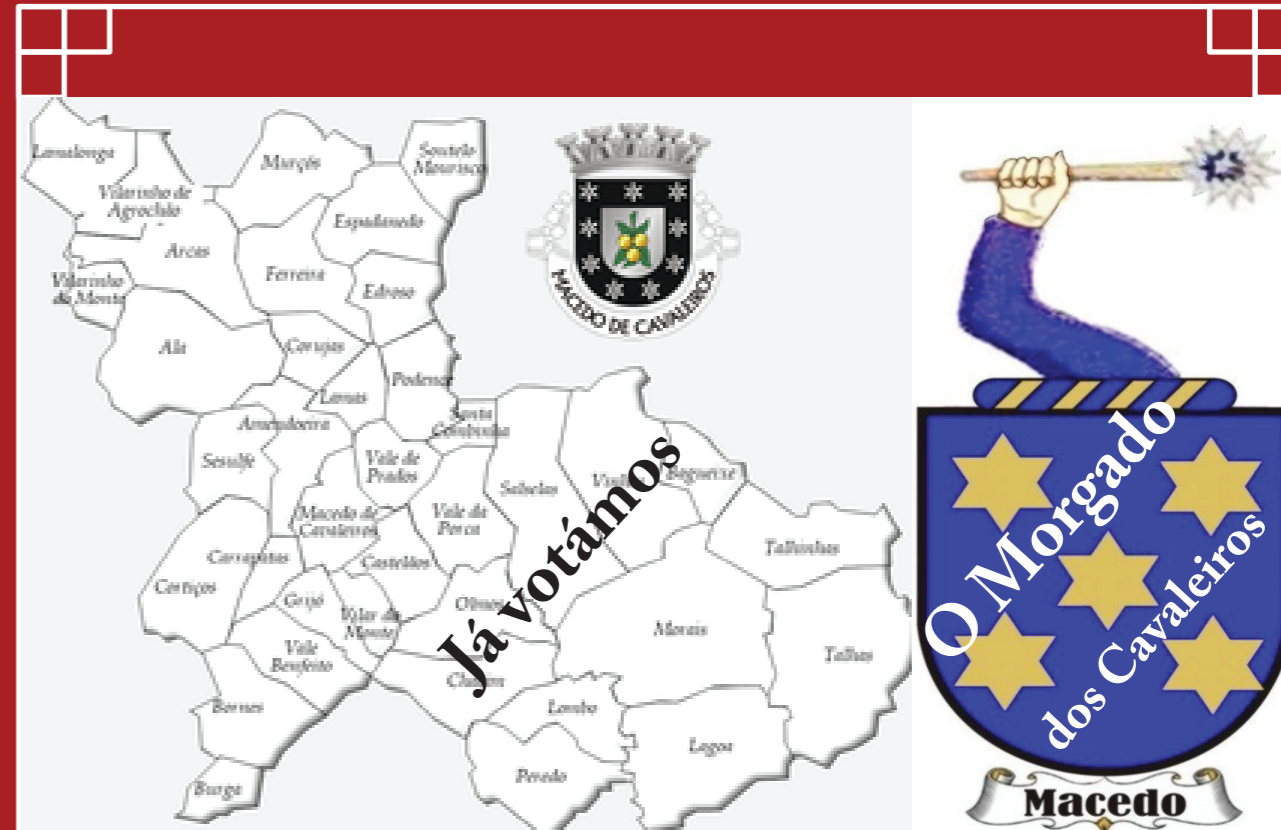 Lamalonga
Murçós
Soutelo
Mourisco
Vilarinho de
Agrochão
Espadanedo
Arcas
Ferreira
Vilarinho
do Monte
Edroso
MACEDO DE CAVALEIROS
Ala
Corujas
Podence
Lamas
Santa
Combinha
Amendoeira
Sesulfe
Vale de
Prados
Salselas
Vinhas
Bagueixe
Macedo de
Cavaleiros
Vale da
Porca
Talhinhas
Carrapatas
Castelãos
Cortiços
Grijó
Vilar do
Monte
Olmos
Morais
Talhas
Vale
Benfeito
Chacim
Bornes
Lombo
Lagoa
Peredo
Burga
Já votámos
O Morgado
dos Cavaleiros
Macedo